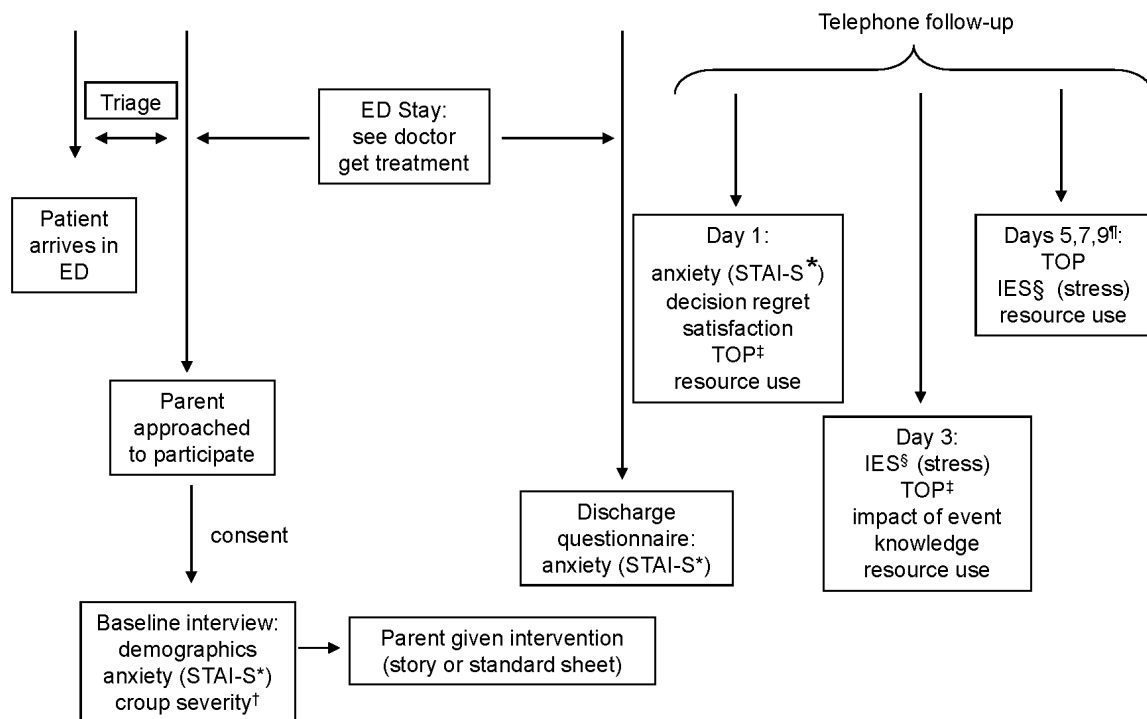 Telephone follow-up
Triage
ED Stay:
see doctor
get treatment
Patient
arrives in
ED
Day 1:
anxiety (STAI-S*)
decision regret
satisfaction
TOP‡
resource use
Days 5,7,9¶:
TOP
IES§ (stress)
resource use
Parent
approached
to participate
Day 3:
IES§ (stress)
TOP‡
impact of event
knowledge
resource use
consent
Discharge
questionnaire:
anxiety (STAI-S*)
Baseline interview:
demographics
anxiety (STAI-S*)
croup severity†
Parent given intervention
(story or standard sheet)